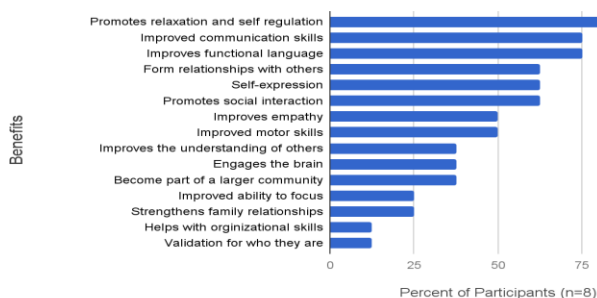 Benefits
Promotes relaxation and self regulation
Improved communication skills
Improves functional language
Form relationships with others
Self-expression
Promotes social interaction
Improves empathy
Improved motor skills
Improves the understanding of others
Engages the brain
Become part of a larger community
Improved ability to focus
Strengthens family relationships
Helps with orginizational skills
Validation for who they are
0 25 50 75
Percent of Participants (n=8)